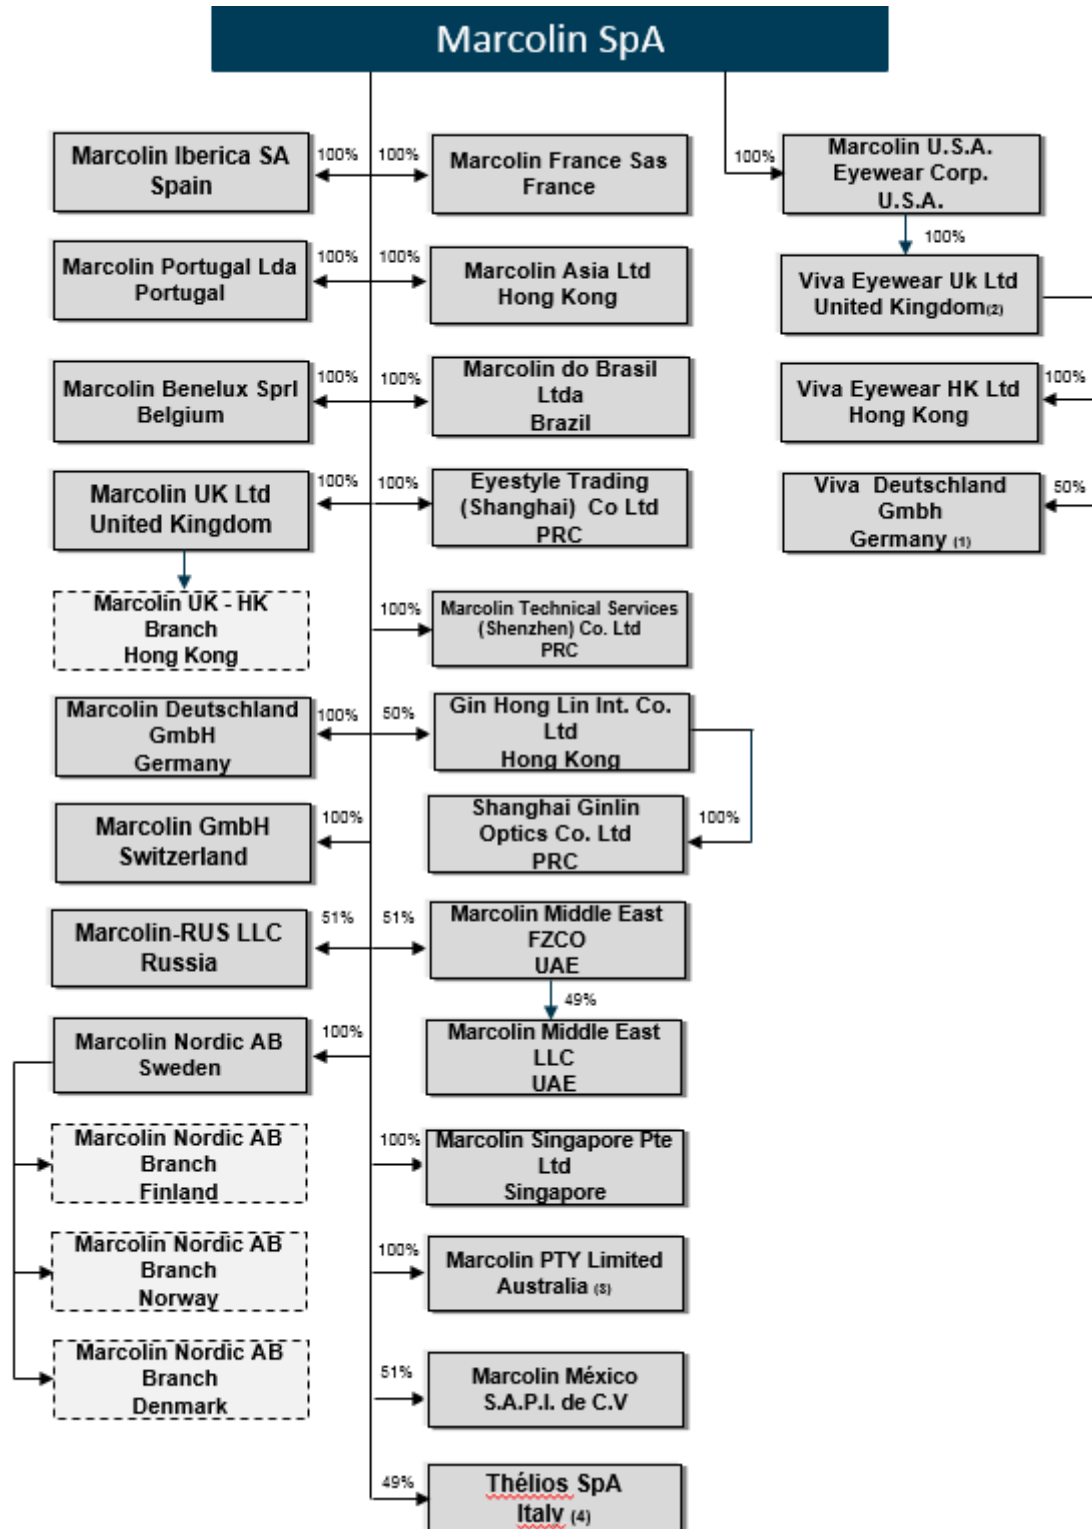 Marcolin SpA
Marcolin Iberica SA
Spain
100%
100%
Marcolin France Sas
France
100%
Marcolin U.S.A.
Eyewear Corp.
U.S.A.
100%
Marcolin Portugal Lda
Portugal
100%
100%
Marcolin Asia Ltd
Hong Kong
Viva Eyewear Uk Ltd
United Kingdom(2)
Marcolin Benelux Sprl
Belgium
100%
100%
Marcolin do Brasil
Ltda
Brazil
Viva Eyewear HK Ltd
Hong Kong
100%
Marcolin UK Ltd
United Kingdom
100%
100%
Eyestyle Trading
(Shanghai) Co Ltd
PRC
Viva Deutschland
Gmbh
Germany (1)
50%
Marcolin UK - HK
Branch
Hong Kong
100%
Marcolin Technical Services
(Shenzhen) Co. Ltd
PRC
Marcolin Deutschland
GmbH
Germany
100%
50%
Gin Hong Lin Int. Co.
Ltd
Hong Kong
Marcolin GmbH
Switzerland
100%
Shanghai Ginlin
Optics Co. Ltd
PRC
100%
Marcolin-RUS LLC
Russia
51%
51%
Marcolin Middle East
FZCO
UAE
49%
Marcolin Nordic AB
Sweden
100%
Marcolin Middle East
LLC
UAE
Marcolin Nordic AB
Branch
Finland
100%
Marcolin Singapore Pte
Ltd
Singapore
Marcolin Nordic AB
Branch
Norway
100%
Marcolin PTY Limited
Australia (3)
Marcolin Nordic AB
Branch
Denmark
51%
Marcolin México
S.A.P.I. de C.V
49%
Thélios SpA
Italy (4)